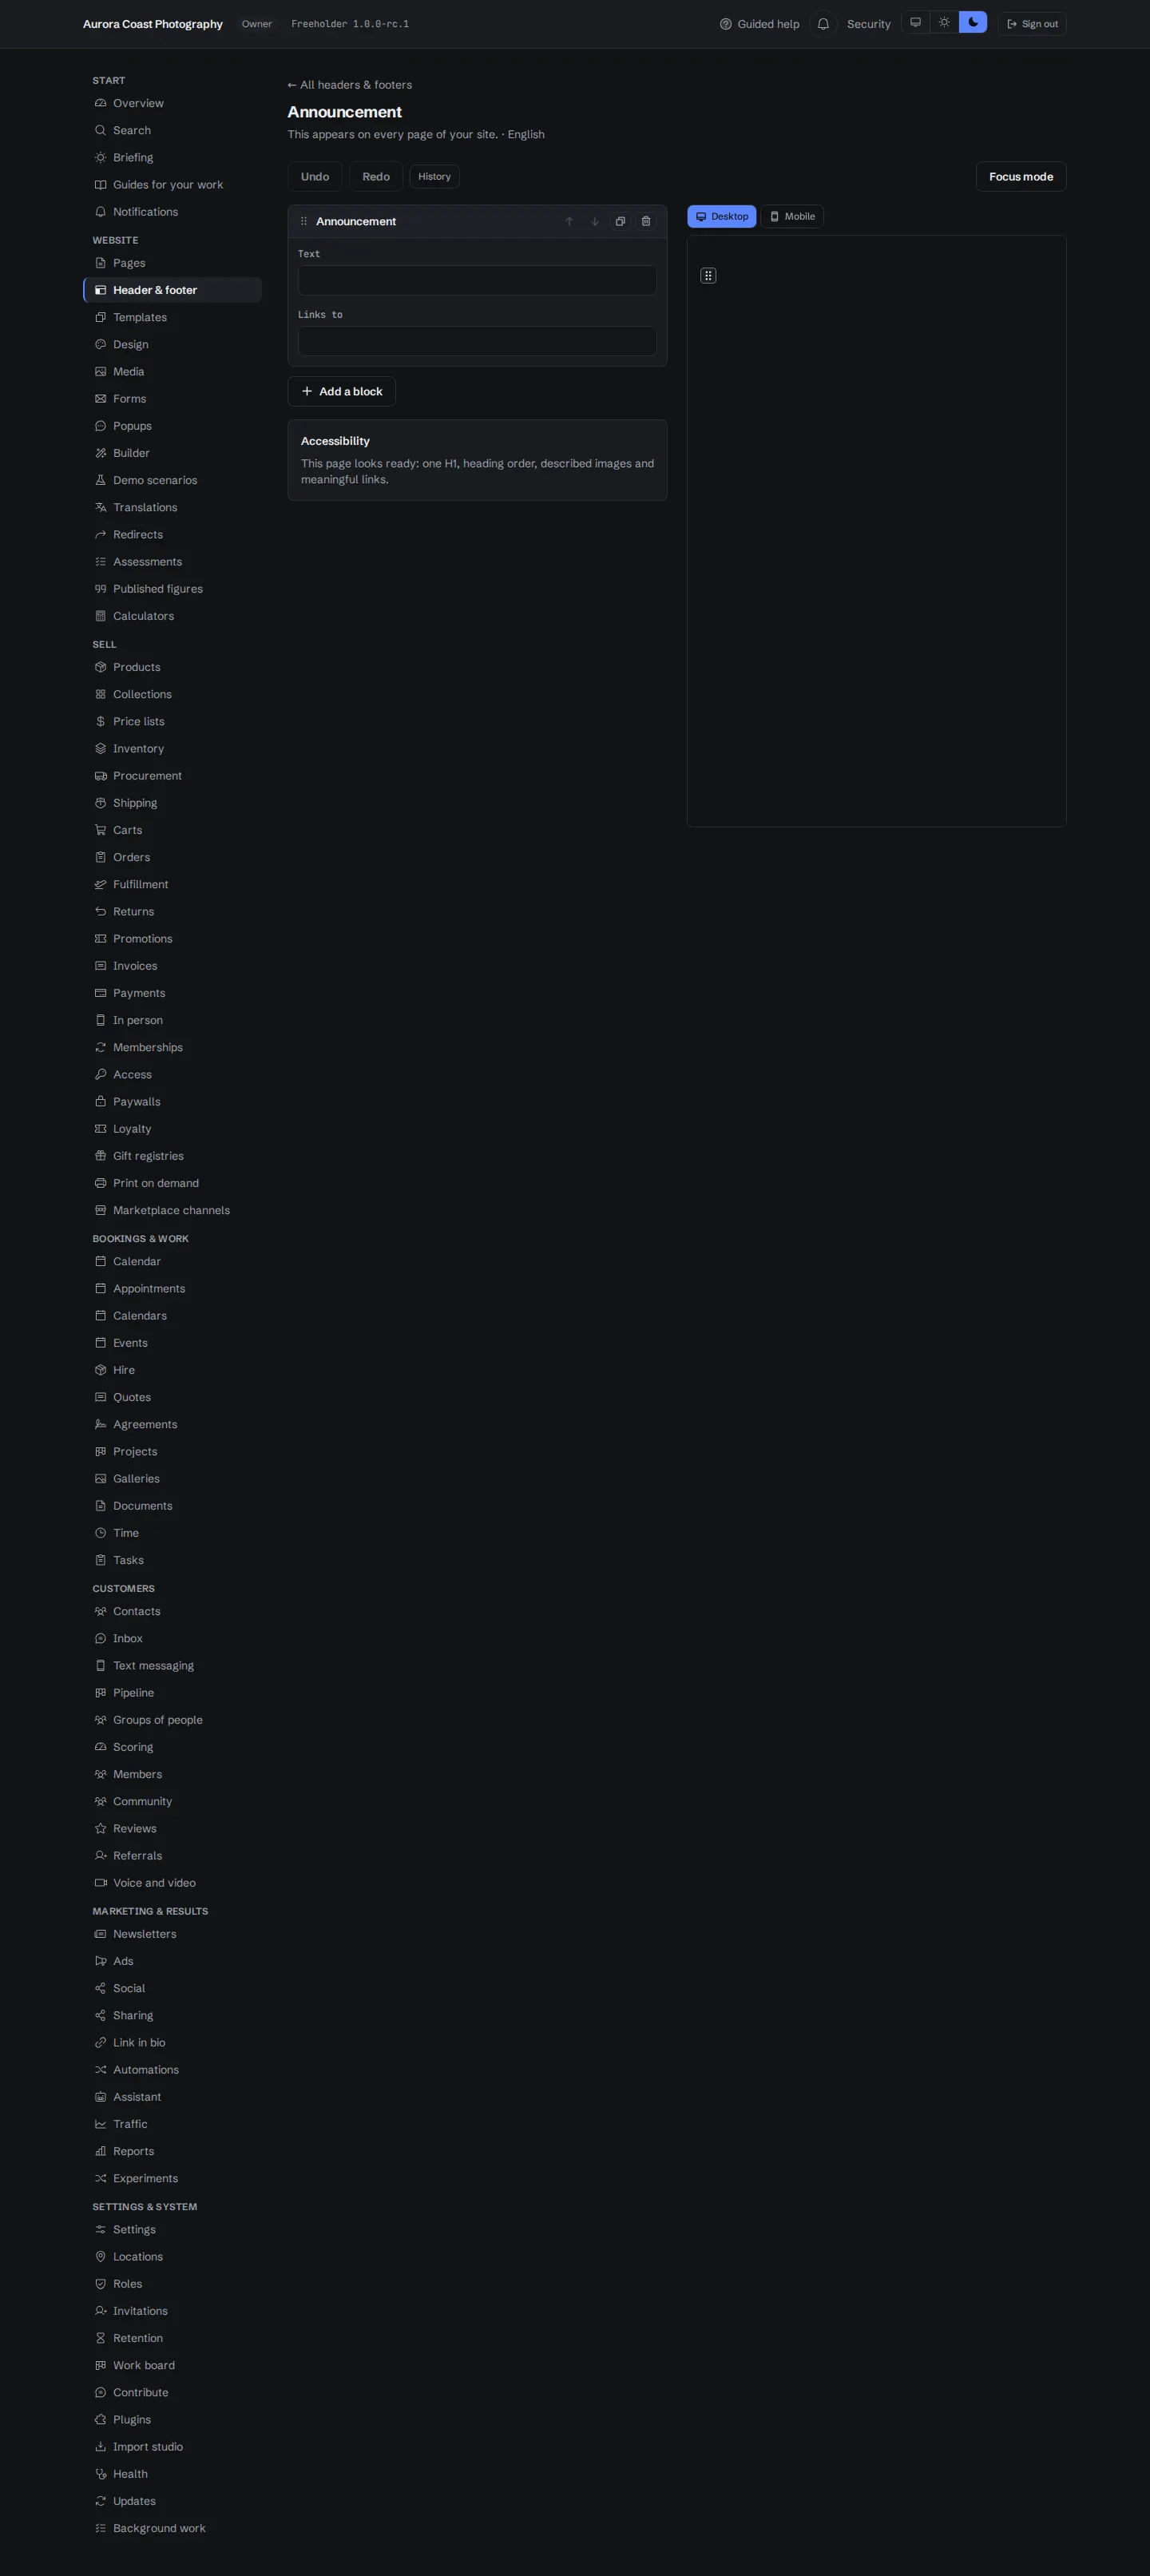 Aurora Coast Photography
Owner
Freeholder 1.0.0-rc.1
Guided help
Security
Sign out
START
Overview
Search
Briefing
Guides for your work
Notifications
WEBSITE
Pages
Header & footer
Templates
Design
Media
Forms
Popups
Builder
Demo scenarios
Translations
Redirects
Assessments
Published figures
Calculators
SELL
Products
Collections
Price lists
Inventory
Procurement
Shipping
Carts
Orders
Fulfillment
Returns
Promotions
Invoices
Payments
In person
Memberships
Access
Paywalls
Loyalty
Gift registries
Print on demand
Marketplace channels
BOOKINGS & WORK
Calendar
Appointments
Calendars
Events
Hire
Quotes
Agreements
Projects
Galleries
Documents
Time
Tasks
CUSTOMERS
Contacts
Inbox
Text messaging
Pipeline
Groups of people
Scoring
Members
Community
Reviews
Referrals
Voice and video
MARKETING & RESULTS
Newsletters
Ads
Social
Sharing
Link in bio
Automations
Assistant
Traffic
Reports
Experiments
SETTINGS & SYSTEM
Settings
Locations
Roles
Invitations
Retention
Work board
Contribute
Plugins
Import studio
Health
Updates
Background work
← All headers & footers
Announcement
This appears on every page of your site. · English
Undo
Redo
History
Focus mode
Announcement
Text
Links to
Add a block
Accessibility
This page looks ready: one H1, heading order, described images and
meaningful links.
Desktop
Mobile